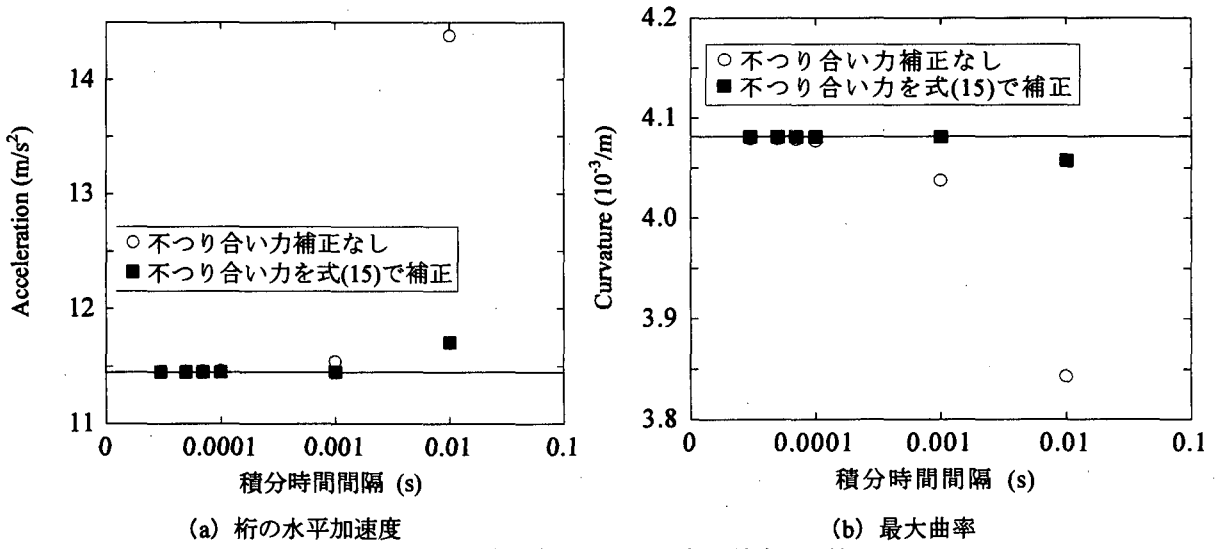 14
13
12
11
Acceleration (m/s²)
○ 不つり合い力補正なし
■ 不つり合い力を式(15)で補正
0 0.0001 0.001 0.01 0.1
積分時間間隔 (s)
(a) 桁の水平加速度
4.2
4.1
4.0
3.9
3.8
Curvature (10⁻³/m)
○ 不つり合い力補正なし
■ 不つり合い力を式(15)で補正
0 0.0001 0.001 0.01 0.1
積分時間間隔 (s)
(b) 最大曲率